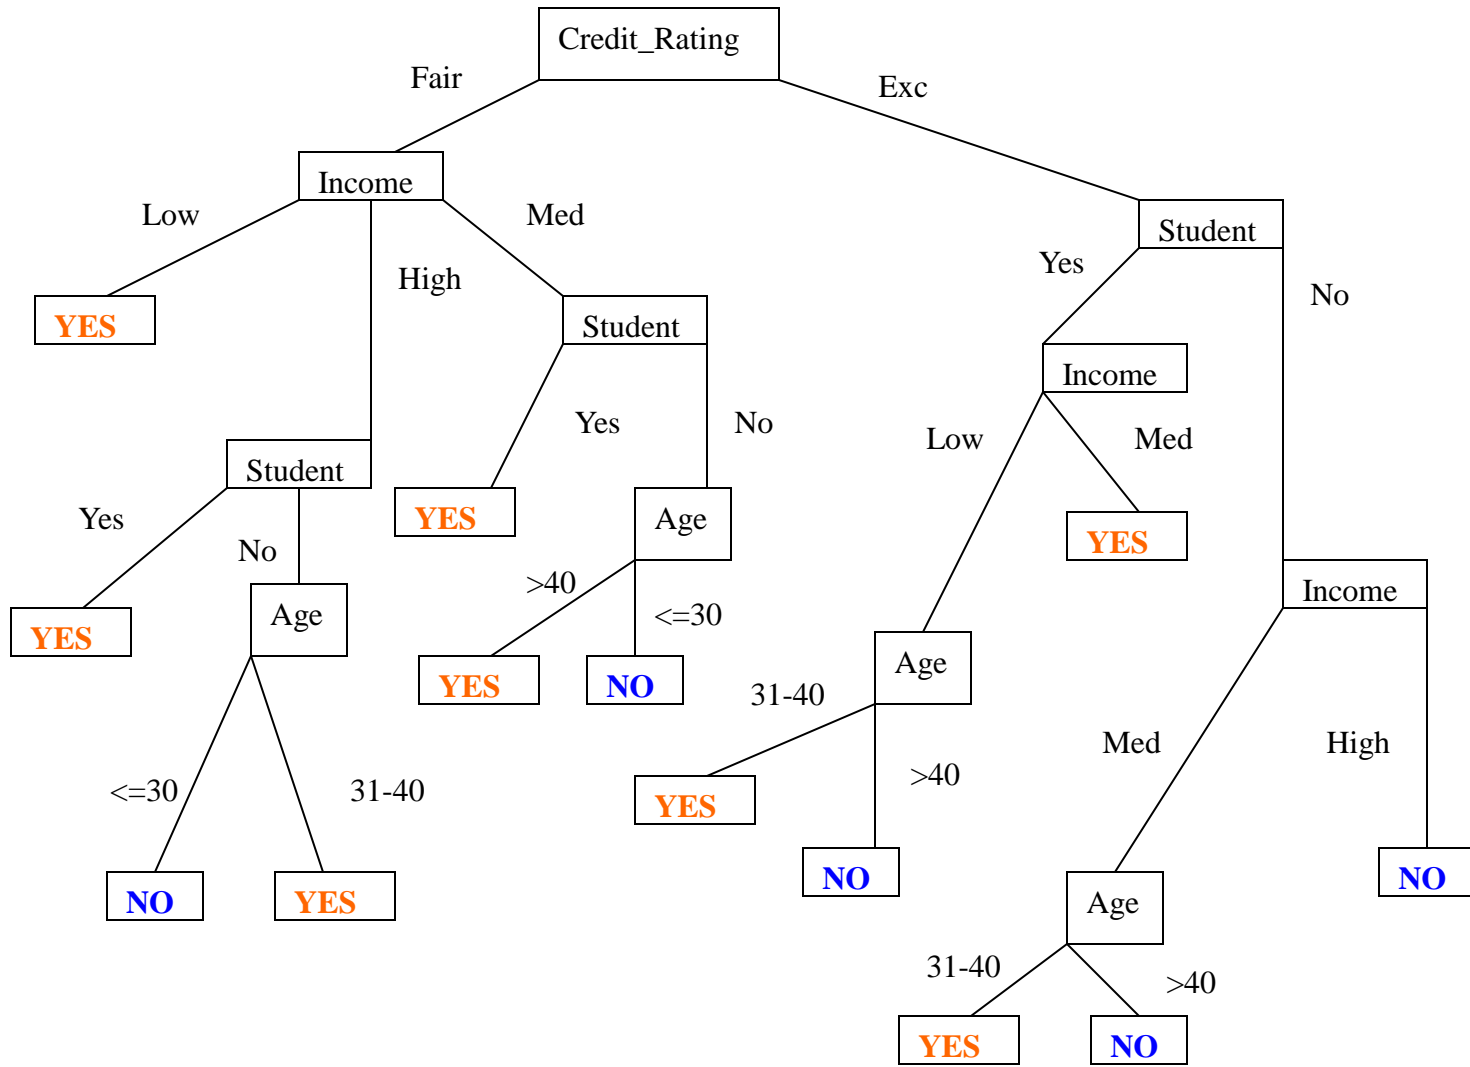 Credit_Rating
Fair
Exc
Income
Low
Med
Student
Yes
High
No
YES
Student
Income
Yes
No
Low
Med
Student
Yes
YES
Age
YES
No
>40
<=30
Income
YES
Age
Age
YES
NO
31-40
Med
High
<=30
31-40
>40
YES
NO
NO
NO
YES
Age
31-40
>40
YES
NO